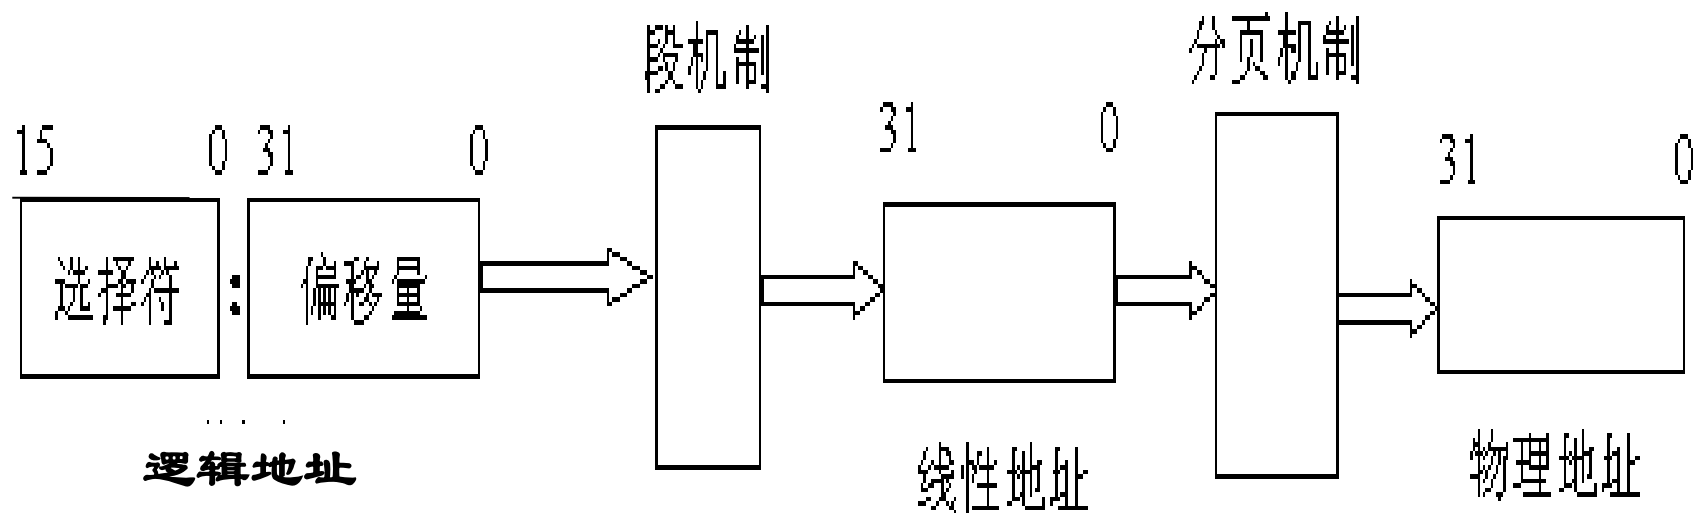 段机制 分页机制
15 0 31 0 31 0 31 0
选择符 : 偏移量
逻辑地址 线性地址 物理地址